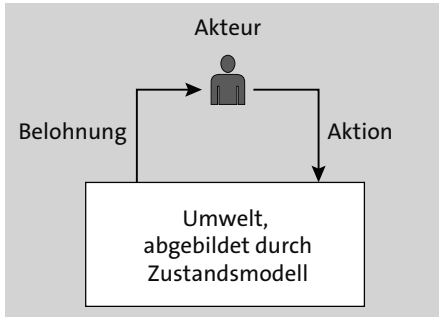 Akteur
Belohnung
Aktion
Umwelt,
abgebildet durch
Zustandsmodell